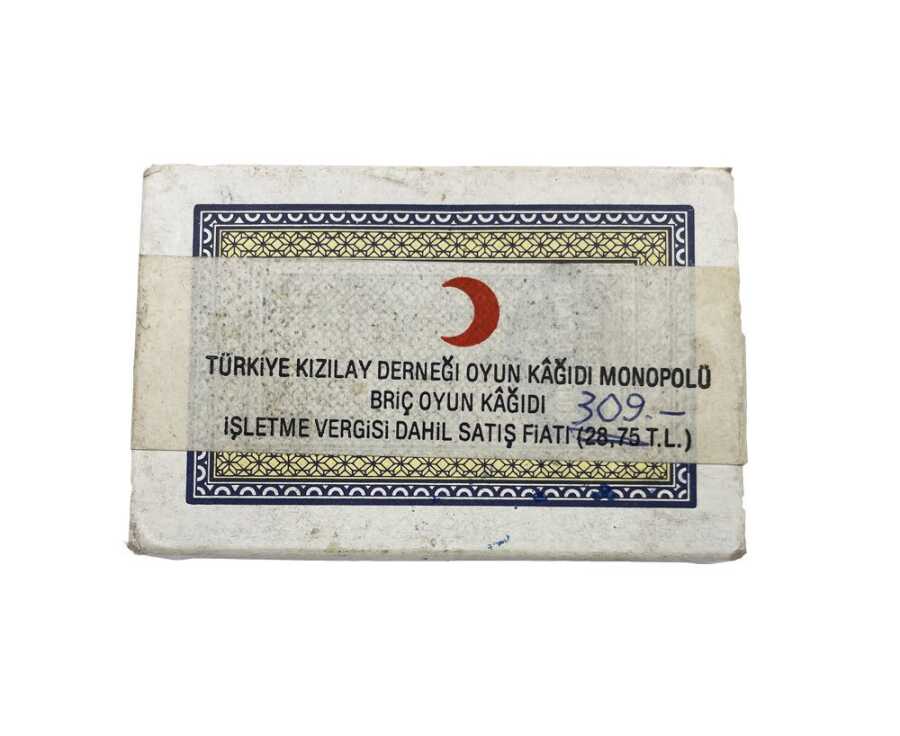 TÜRKİYE KIZILAY DERNEĞİ OYUN KÂĞIDI MONOPOLÜ
BRİÇ OYUN KÂĞIDI 309.-
İŞLETME VERGİSİ DAHİL SATIŞ FİATI (28,75 T.L.)